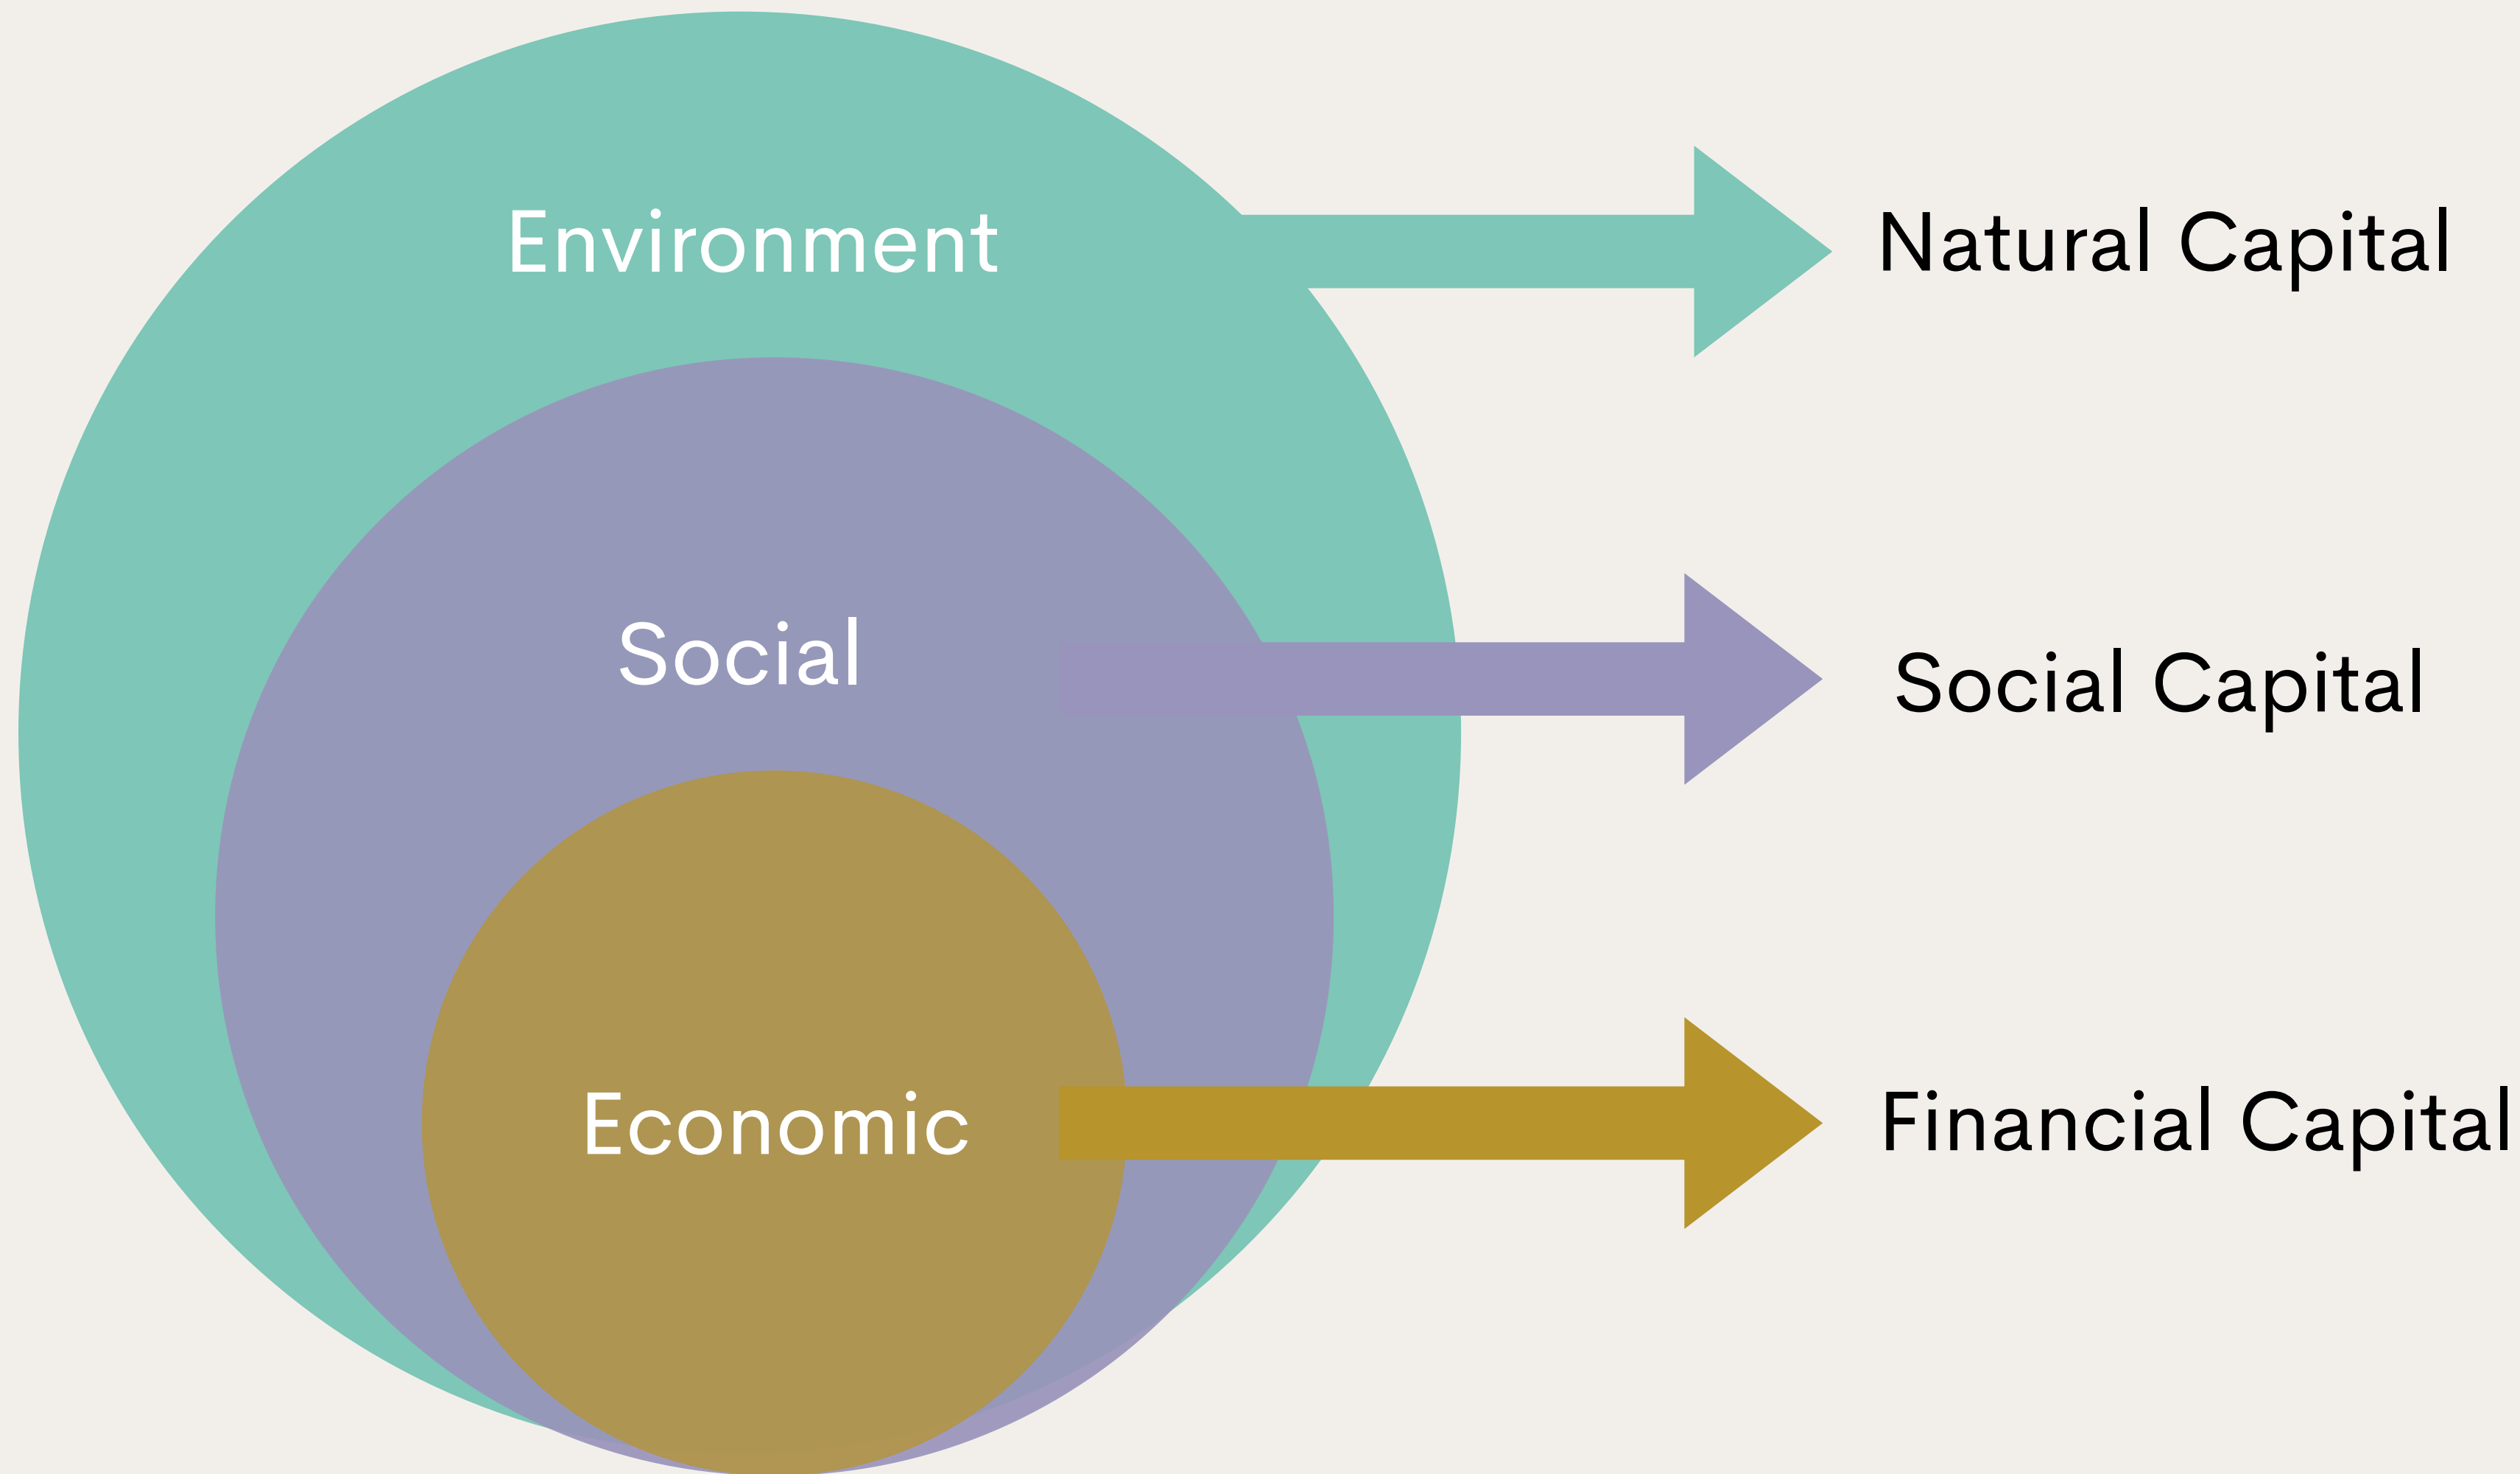 Environment
Natural Capital
Social
Social Capital
Economic
Financial Capital